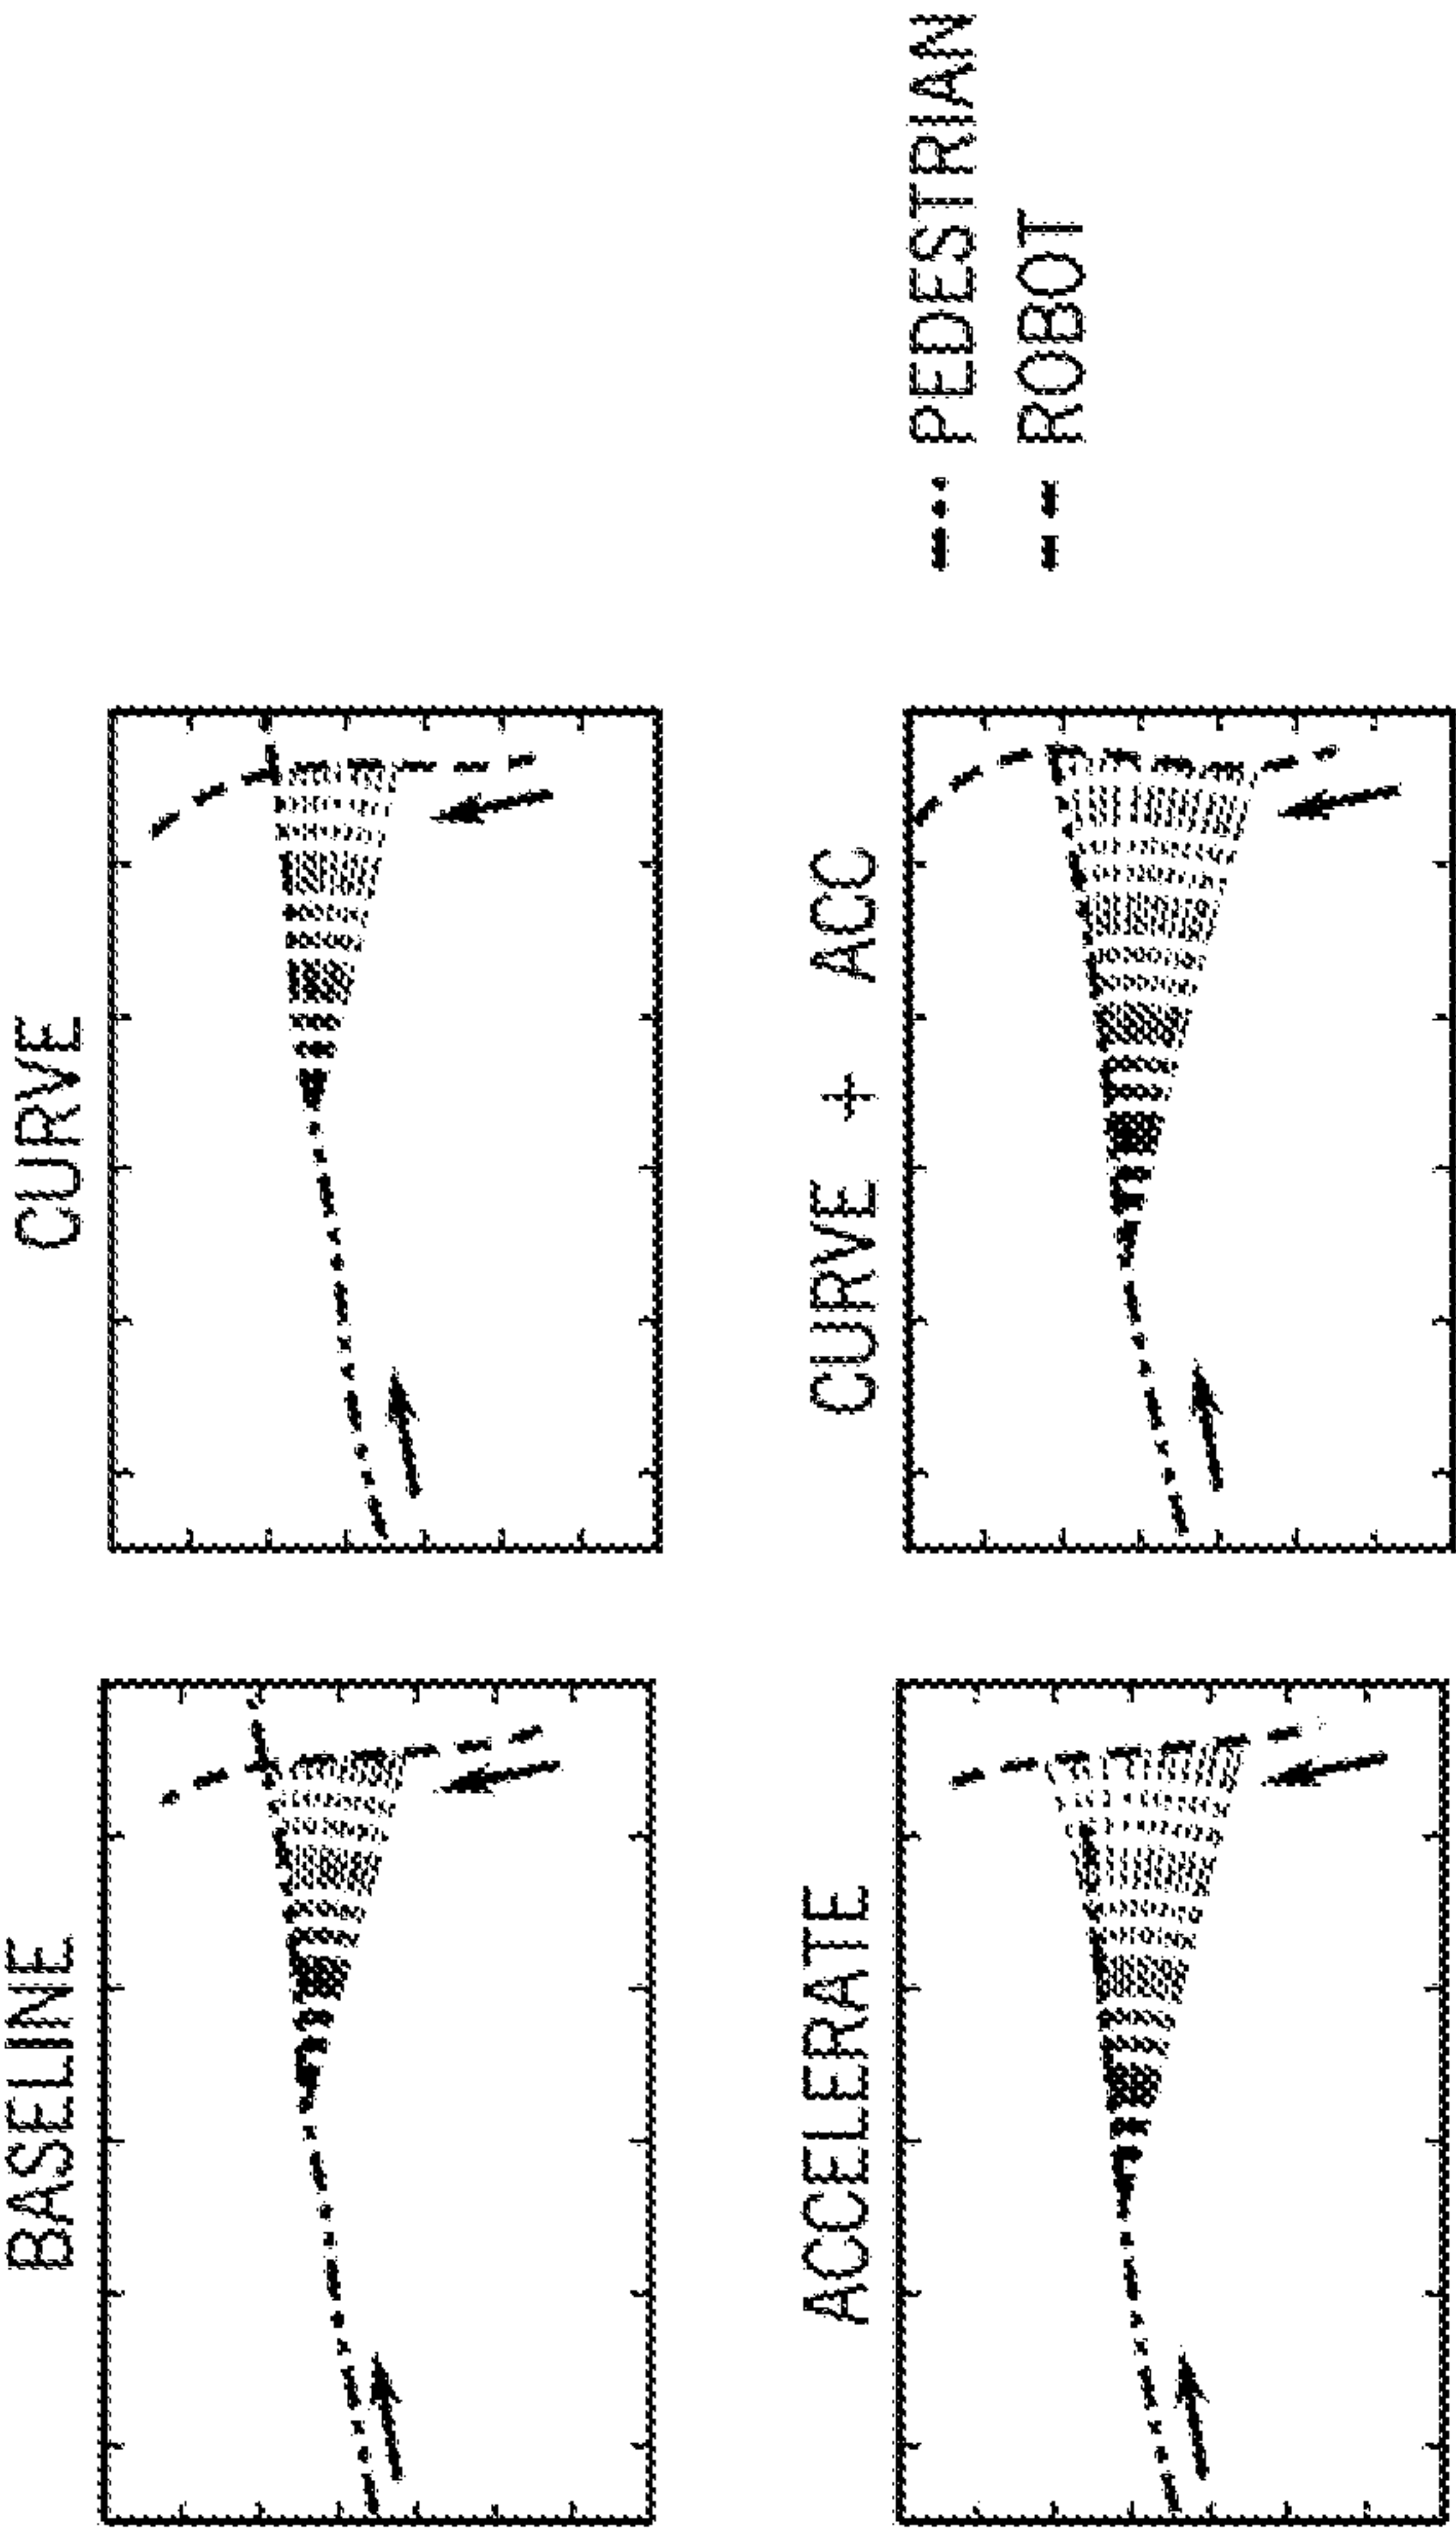 BASELINE
CURVE
ACCELERATE
CURVE + ACC
PEDESTRIAN
ROBOT